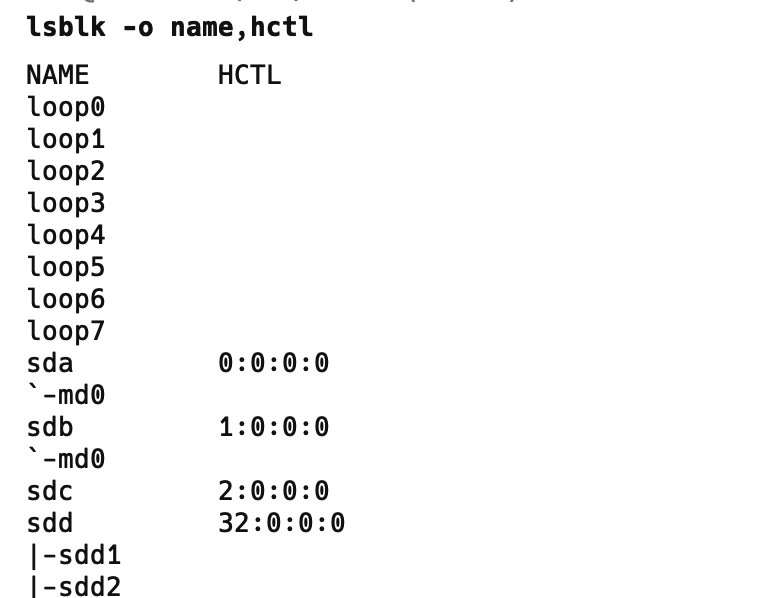 lsblk -o name,hctl
NAME        HCTL
loop0
loop1
loop2
loop3
loop4
loop5
loop6
loop7
sda         0:0:0:0
`-md0
sdb         1:0:0:0
`-md0
sdc         2:0:0:0
sdd         32:0:0:0
|-sdd1
|-sdd2